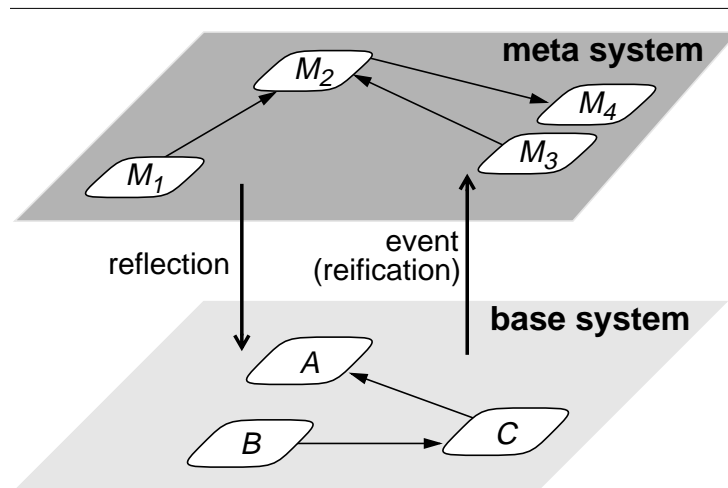 meta system
M2
M4
M3
M1
event
(reification)
reflection
base system
A
C
B